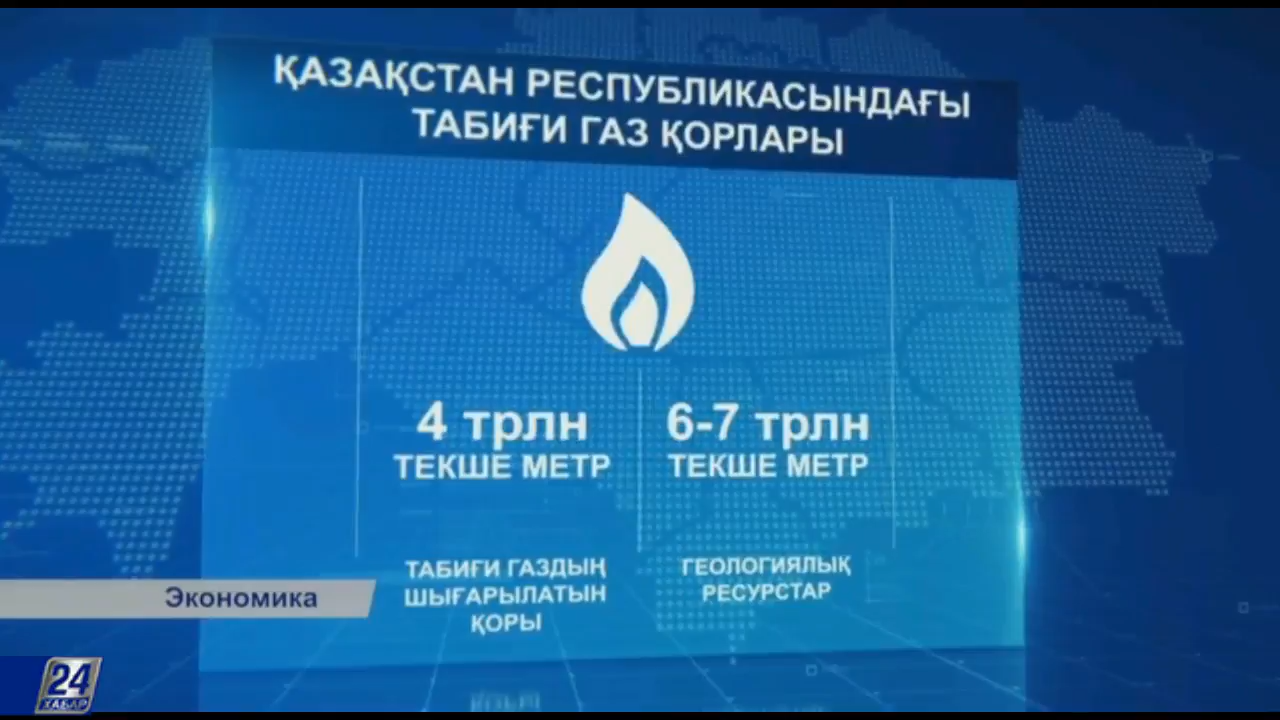 ҚАЗАҚСТАН РЕСПУБЛИКАСЫНДАҒЫ
ТАБИҒИ ГАЗ ҚОРЛАРЫ
4 трлн
ТЕКШЕ МЕТР
6-7 трлн
ТЕКШЕ МЕТР
ТАБИҒИ ГАЗДЫҢ
ШЫҒАРЫЛАТЫН
ҚОРЫ
ГЕОЛОГИЯЛЫҚ
РЕСУРСТАР
Экономика
24
ХАБАР